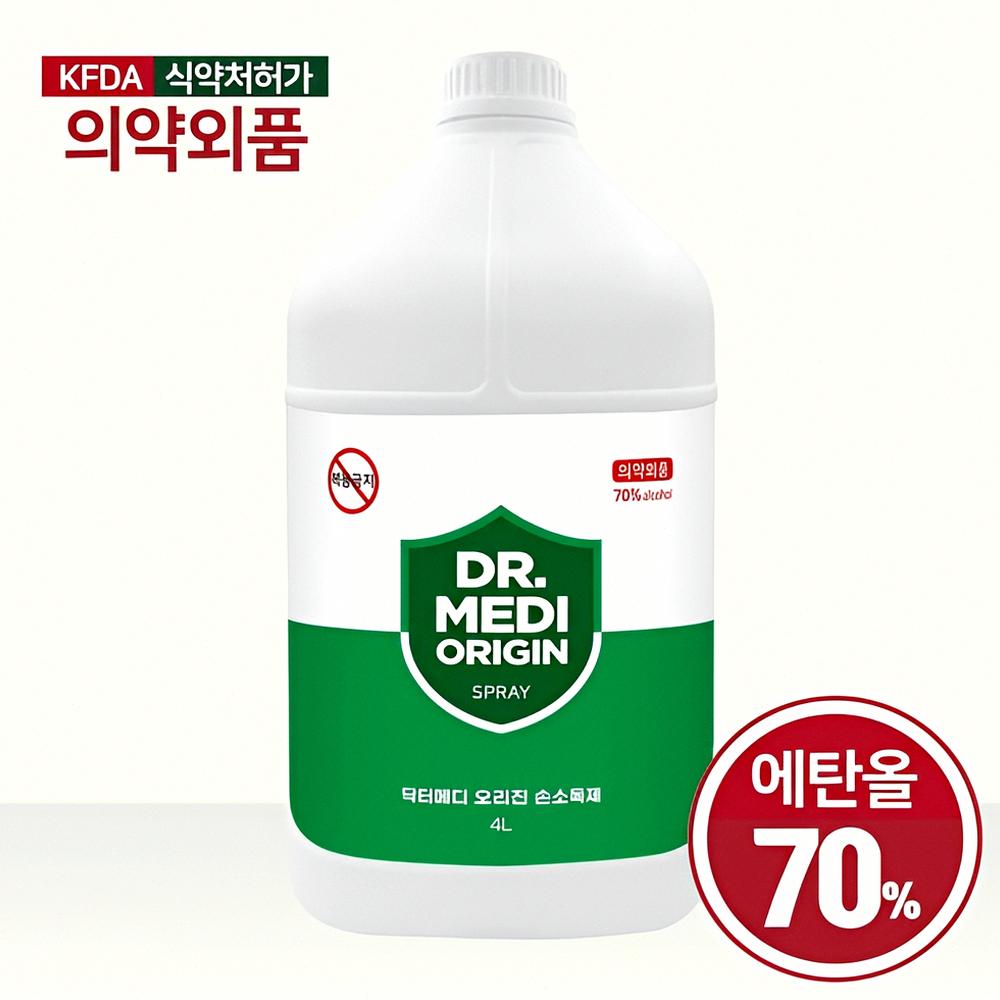 KFDA 식약처허가
의약외품
복용금지
의약외품
70% alcohol
DR.
MEDI
ORIGIN
SPRAY
닥터메디 오리진 손소독제
4L
에탄올
70%